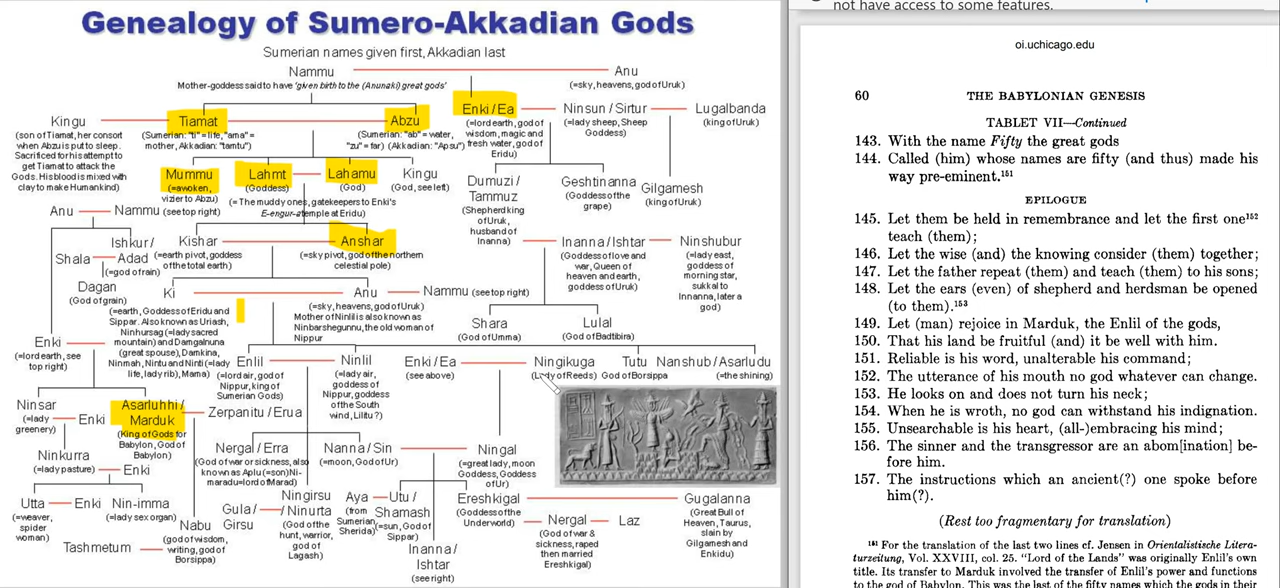 Genealogy of Sumero-Akkadian Gods
Sumerian names given first, Akkadian last
Nammu
Mother-goddess said to have 'given birth to the (Anunaki) great gods'
Anu
(=sky, heavens, god of Uruk)
Kingu
(son of Tiamat, her consort
when Abzu is put to sleep.
Sacrificed for his attempt to
get Tiamat to attack the
Gods. His blood is mixed with
clay to make Humankind)
Tiamat
(Sumerian: "ti" = life, "ama" =
mother, Akkadian: "tamtu")
Abzu
(Sumerian: "ab" = water,
"zu" = far) (Akkadian: "Apsu")
Enki / Ea
(=lord earth, god of
wisdom, magic and
fresh water, god of
Eridu)
Ninsun / Sirtur
(=lady sheep, Sheep
Goddess)
Lugalbanda
(king of Uruk)
Mummu
(=awoken,
vizier to Abzu)
Lahmt
(Goddess)
Lahamu
(God)
(= The muddy ones, gatekeepers to Enki's
E-engur-a temple at Eridu)
Kingu
(God, see left)
Dumuzi /
Tammuz
(Shepherd king
of Uruk,
husband of
Inanna)
Geshtinanna
(Goddess of the
grape)
Gilgamesh
(king of Uruk)
Anu
Nammu (see top right)
Ishkur /
Shala
Adad
(=god of rain)
Kishar
(=earth pivot, goddess
of the total earth)
Anshar
(=sky pivot, god of the northern
celestial pole)
Inanna / Ishtar
(=Goddess of love and
war, Queen of
heaven and earth,
goddess of Uruk)
Ninshubur
(=lady east,
goddess of
morning star,
sukkal to
Innanna, later a
god)
Dagan
(God of grain)
Ki
(=earth, Goddess of Eridu and
Sippar. Also known as Uriash,
Ninhursag (=lady sacred
mountain) and Damgalnuna
(great spouse), Damkina,
Ninmah, Nintu and Ninti (=lady
life, lady rib), Mama)
Anu
(=sky, heavens, god of Uruk)
Mother of Ninlil is also known as
Ninbarshegunnu, the old woman of
Nippur
Nammu (see top right)
Shara
(God of Umma)
Lulal
(God of Badtibira)
Enki
(=lord earth, see
top right)
Enlil
(=lord air, god of
Nippur, king of
Sumerian Gods)
Ninlil
(=lady air,
goddess of
Nippur, goddess
of the South
wind, Lilitu ?)
Enki / Ea
(see above)
Ningikuga
(Lady of Reeds)
Tutu
God of Borsippa
Nanshub / Asarludu
(=the shining)
Ninsar
(=lady
greenery)
Enki
Asarluhhi /
Marduk
(King of Gods for
Babylon, God of
Babylon)
Zerpanitu / Erua
Ninkurra
(=lady pasture)
Enki
Nergal / Erra
(God of war or sickness, also
known as Aplu (=son) Ni-
maradu=lord of Marad)
Nanna / Sin
(=moon, God of Ur)
Ningal
(=great lady, moon
Goddess, Goddess
of Ur)
Utta
(=weaver,
spider
woman)
Enki
Nin-imma
(=lady sex organ)
Nabu
(god of wisdom,
writing, god of
Borsippa)
Tashmetum
Gula /
Girsu
Ningirsu
/
Ninurta
(God of the
hunt, warrior,
god of
Lagash)
Aya
(from
Sumerian,
Sherida)
Utu /
Shamash
(=sun, God of
Sippar)
Ereshkigal
(Goddess of the
Underworld)
Gugalanna
(Great Bull of
Heaven, Taurus,
slain by
Gilgamesh and
Enkidu)
Nergal
(God of war &
sickness, raped
then married
Ereshkigal)
Laz
Inanna /
Ishtar
(see right)
not have access to some features.
oi.uchicago.edu
60 THE BABYLONIAN GENESIS
TABLET VII—Continued
143. With the name Fifty the great gods
144. Called (him) whose names are fifty (and thus) made his
way pre-eminent.¹⁵¹
EPILOGUE
145. Let them be held in remembrance and let the first one¹⁵²
teach (them);
146. Let the wise (and) the knowing consider (them) together;
147. Let the father repeat (them) and teach (them) to his sons;
148. Let the ears (even) of shepherd and herdsman be opened
(to them).¹⁵³
149. Let (man) rejoice in Marduk, the Enlil of the gods,
150. That his land be fruitful (and) it be well with him.
151. Reliable is his word, unalterable his command;
152. The utterance of his mouth no god whatever can change.
153. He looks on and does not turn his neck;
154. When he is wroth, no god can withstand his indignation.
155. Unsearchable is his heart, (all-)embracing his mind;
156. The sinner and the transgressor are an abom[ination] be-
fore him.
157. The instructions which an ancient(?) one spoke before
him(?).
(Rest too fragmentary for translation)
¹⁵¹ For the translation of the last two lines cf. Jensen in Orientalistische Litera-
turzeitung, Vol. XXVIII, col. 25. "Lord of the Lands" was originally Enlil's own
title. Its transfer to Marduk involved the transfer of Enlil's power and functions
to the god of Babylon. This was the last of the fifty names which the gods in their